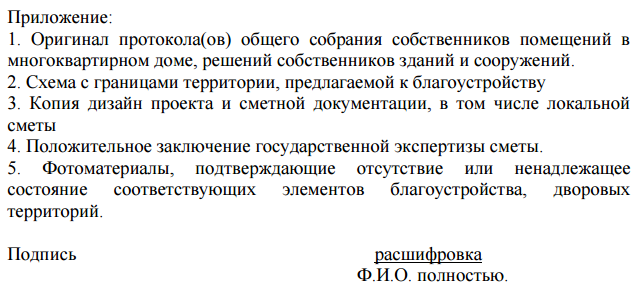 Приложение:
1. Оригинал протокола(ов) общего собрания собственников помещений в
многоквартирном доме, решений собственников зданий и сооружений.
2. Схема с границами территории, предлагаемой к благоустройству
3. Копия дизайн проекта и сметной документации, в том числе локальной
сметы
4. Положительное заключение государственной экспертизы сметы.
5. Фотоматериалы, подтверждающие отсутствие или ненадлежащее
состояние соответствующих элементов благоустройства, дворовых
территорий.
Подпись расшифровка
Ф.И.О. полностью.